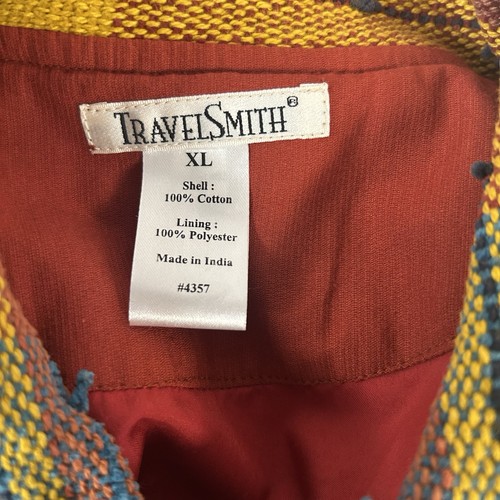 TRAVELSMITH®
XL
Shell :
100% Cotton
Lining :
100% Polyester
Made in India
#4357